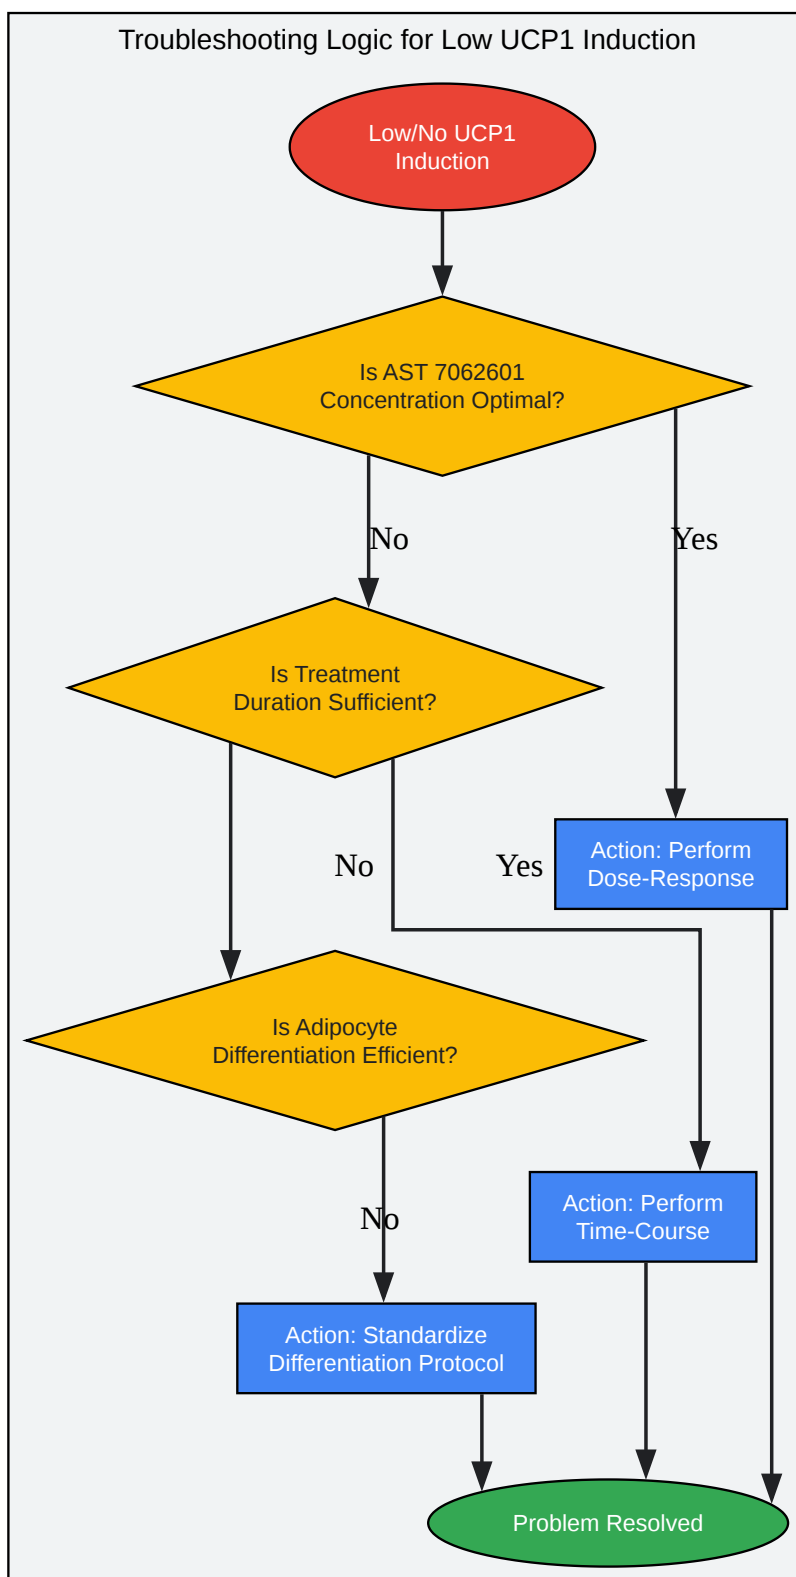 Troubleshooting Logic for Low UCP1 Induction
Low/No UCP1
Induction
Is AST 7062601
Concentration Optimal?
No
Yes
Is Treatment
Duration Sufficient?
Action: Perform
Dose-Response
No
Yes
Is Adipocyte
Differentiation Efficient?
Action: Perform
Time-Course
No
Action: Standardize
Differentiation Protocol
Problem Resolved